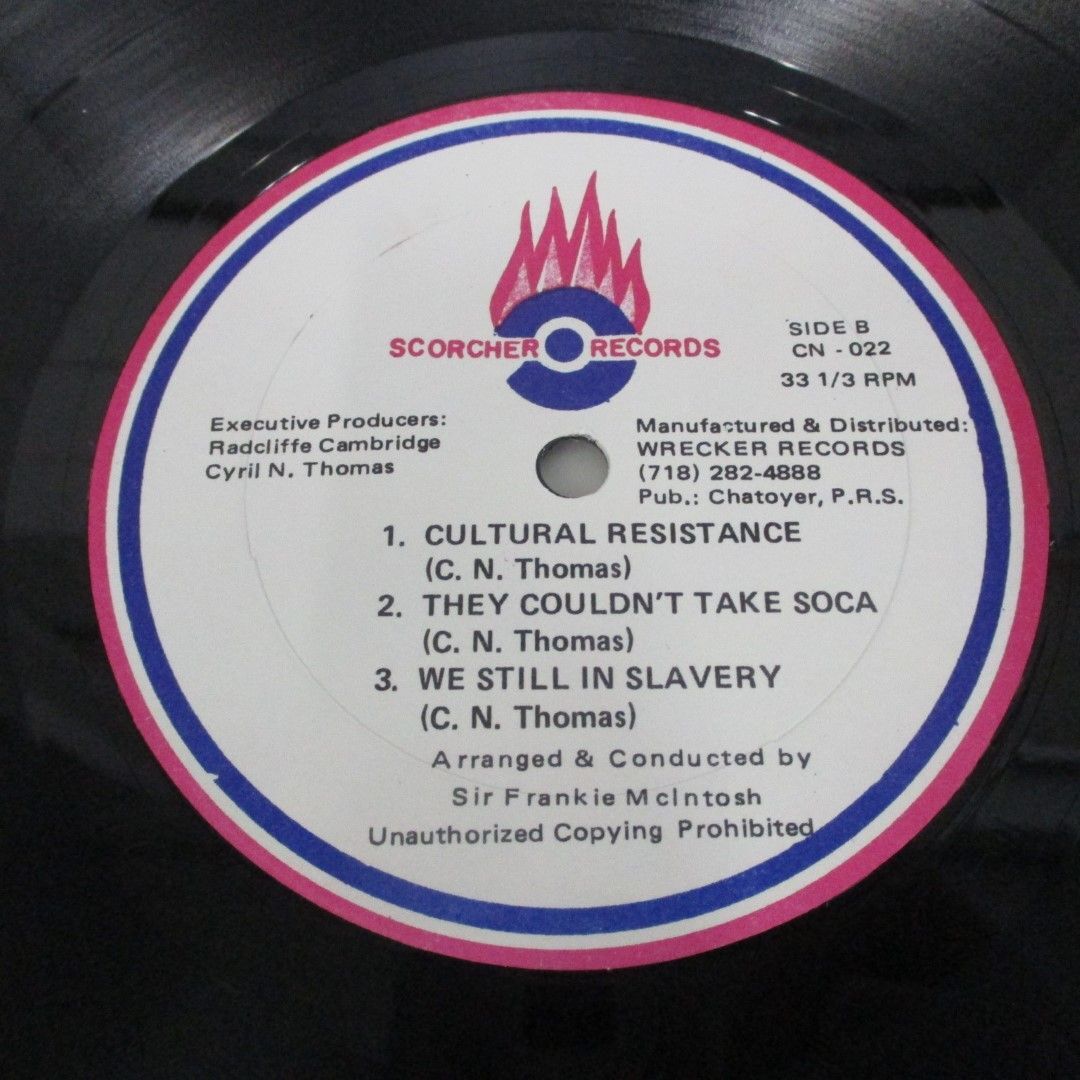 SCORCHER RECORDS
SIDE B
CN - 022
33 1/3 RPM
Executive Producers:
Radcliffe Cambridge
Cyril N. Thomas
Manufactured & Distributed:
WRECKER RECORDS
(718) 282-4888
Pub.: Chatoyer, P.R.S.
1. CULTURAL RESISTANCE
(C. N. Thomas)
2. THEY COULDN'T TAKE SOCA
(C. N. Thomas)
3. WE STILL IN SLAVERY
(C. N. Thomas)
Arranged & Conducted by
Sir Frankie McIntosh
Unauthorized Copying Prohibited